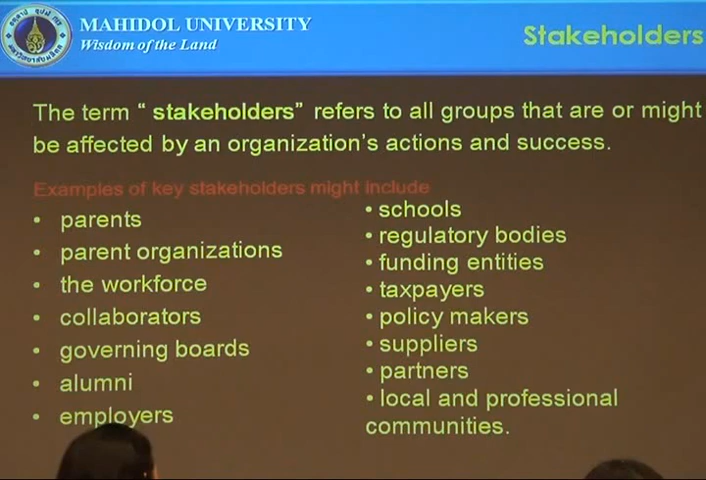 MAHIDOL UNIVERSITY
Wisdom of the Land
Stakeholders
The term “ stakeholders” refers to all groups that are or might
be affected by an organization’s actions and success.
Examples of key stakeholders might include
• parents
• parent organizations
• the workforce
• collaborators
• governing boards
• alumni
• employers
• schools
• regulatory bodies
• funding entities
• taxpayers
• policy makers
• suppliers
• partners
• local and professional
communities.